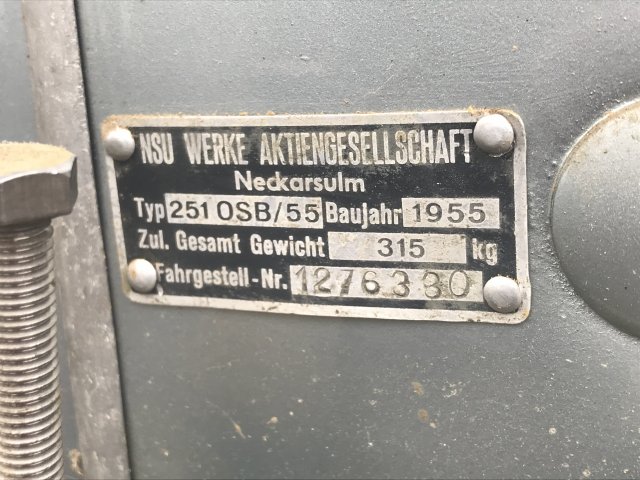 NSU WERKE AKTIENGESELLSCHAFT
Neckarsulm
Typ 251 OSB/55 Baujahr 1955
Zul. Gesamt Gewicht 315 kg
Fahrgestell-Nr. 1276330